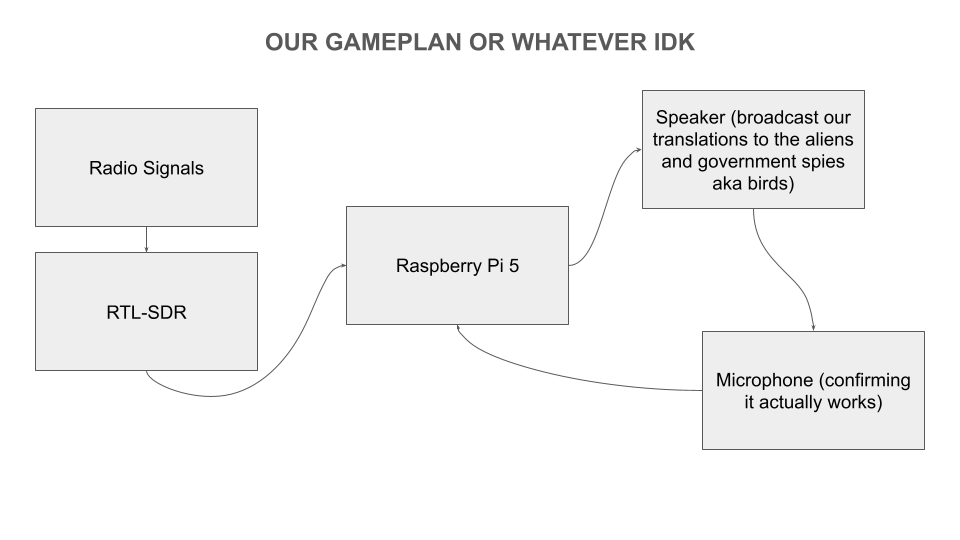 OUR GAMEPLAN OR WHATEVER IDK
Radio Signals
RTL-SDR
Raspberry Pi 5
Speaker (broadcast our
translations to the aliens
and government spies
aka birds)
Microphone (confirming
it actually works)